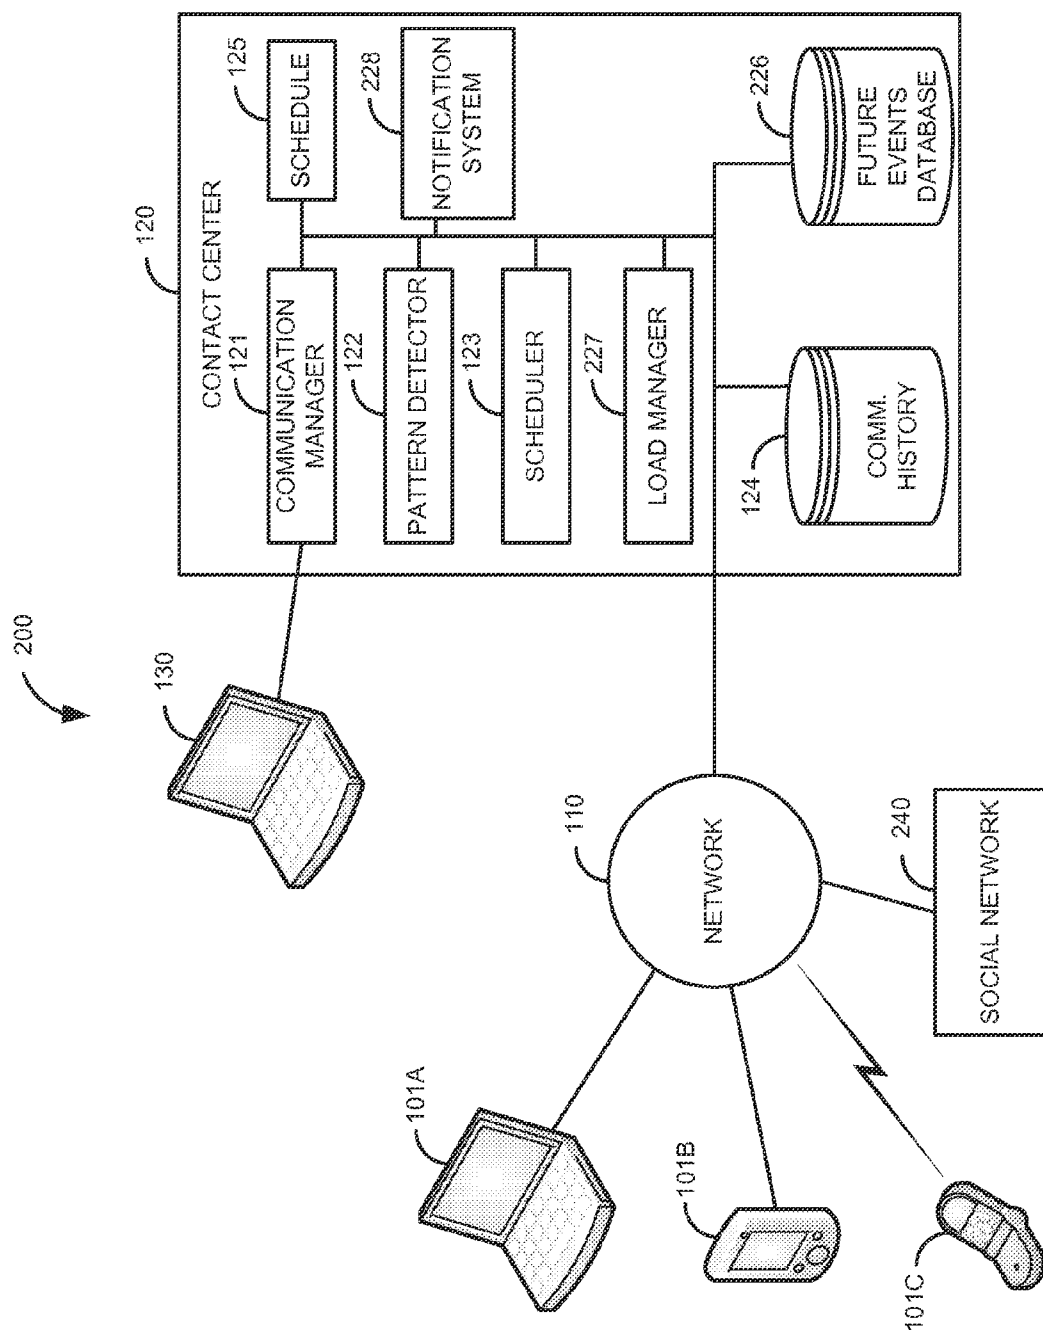 200
120
CONTACT CENTER
130
121
COMMUNICATION
MANAGER
125
SCHEDULE
101A
122
PATTERN DETECTOR
228
NOTIFICATION
SYSTEM
123
SCHEDULER
110
NETWORK
227
LOAD MANAGER
101B
124
COMM.
HISTORY
226
FUTURE
EVENTS
DATABASE
101C
240
SOCIAL NETWORK